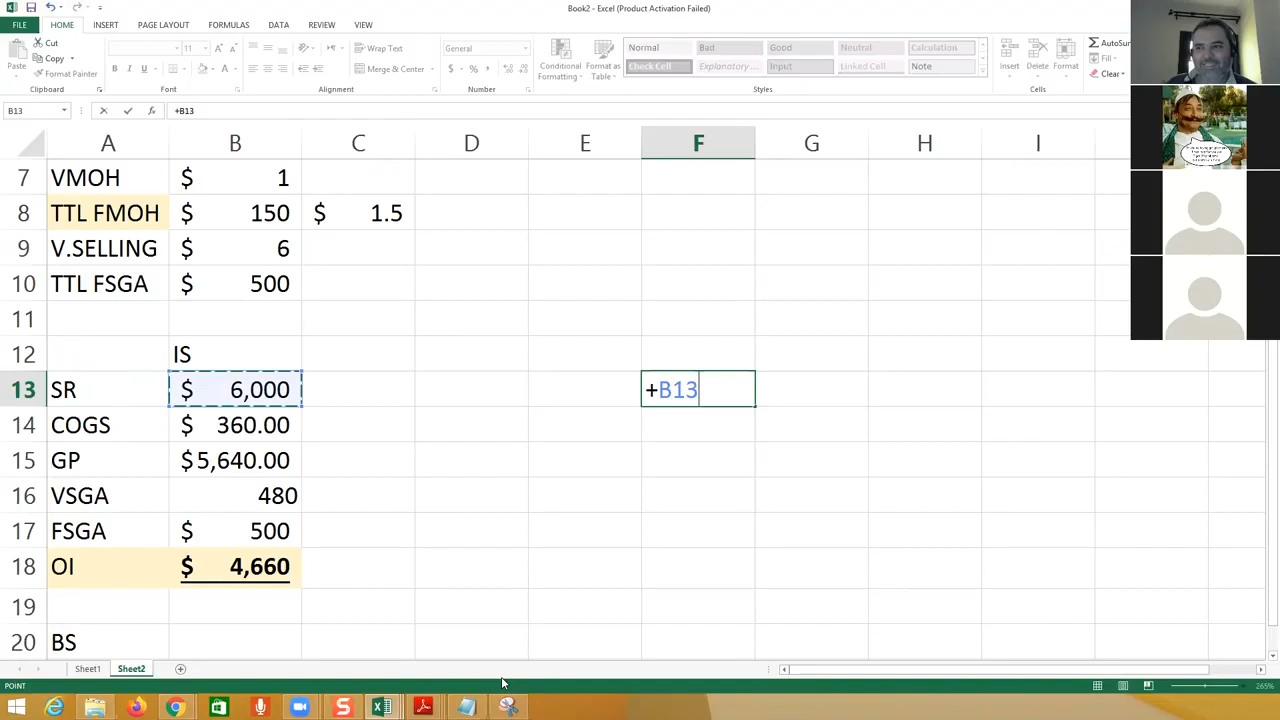 Book2 - Excel (Product Activation Failed)
FILE HOME INSERT PAGE LAYOUT FORMULAS DATA REVIEW VIEW
Paste Cut Copy Format Painter
11 A A Wrap Text General
B I U Merge & Center $ % ,
Conditional Formatting Format as Table
Normal Bad Good Neutral Calculation
Check Cell Explanatory ... Input Linked Cell Note
Insert Delete Format
AutoSum Fill Clear
Clipboard Font Alignment Number Styles Cells
B13 fx +B13
A B C D E F G H I
7 VMOH $ 1
8 TTL FMOH $ 150 $ 1.5
9 V.SELLING $ 6
10 TTL FSGA $ 500
11
12 IS
13 SR $ 6,000 +B13
14 COGS $ 360.00
15 GP $5,640.00
16 VSGA 480
17 FSGA $ 500
18 OI $ 4,660
19
20 BS
Sheet1 Sheet2
POINT 265%